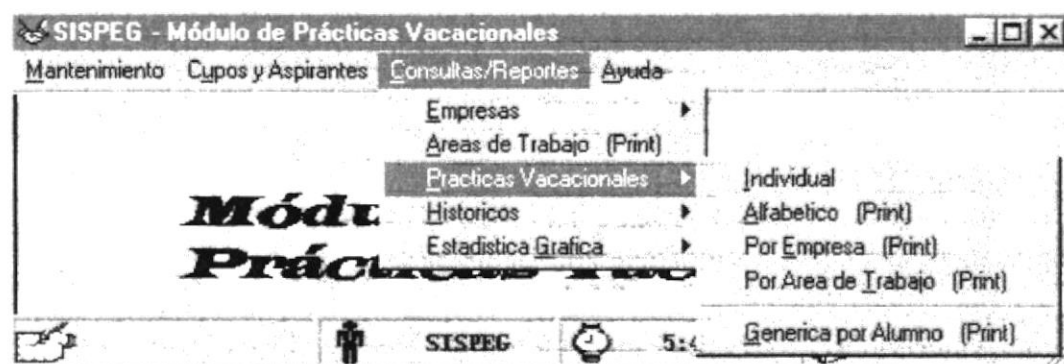 SISPEG - Módulo de Prácticas Vacacionales
Mantenimiento Cupos y Aspirantes Consultas/Reportes Ayuda
Empresas
Areas de Trabajo (Print)
Practicas Vacacionales
Historicos
Estadistica Grafica
Individual
Alfabetico (Print)
Por Empresa (Print)
Por Area de Trabajo (Print)
Generica por Alumno (Print)
SISPEG